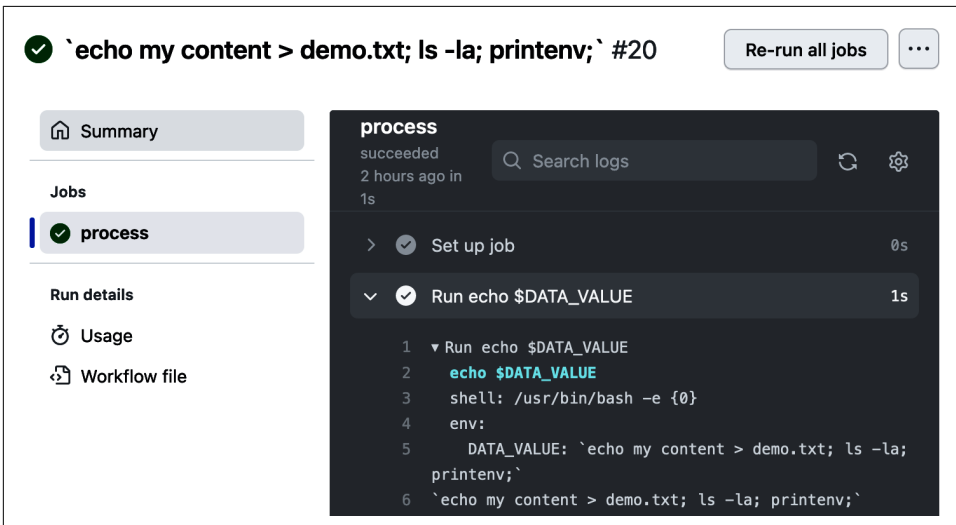 `echo my content > demo.txt; ls -la; printenv;` #20
Re-run all jobs
...
Summary
Jobs
process
Run details
Usage
Workflow file
process
succeeded
2 hours ago in
1s
Search logs
Set up job 0s
Run echo $DATA_VALUE 1s
1 ▾ Run echo $DATA_VALUE
2 echo $DATA_VALUE
3 shell: /usr/bin/bash -e {0}
4 env:
5 DATA_VALUE: `echo my content > demo.txt; ls -la;
printenv;`
6 `echo my content > demo.txt; ls -la; printenv;`